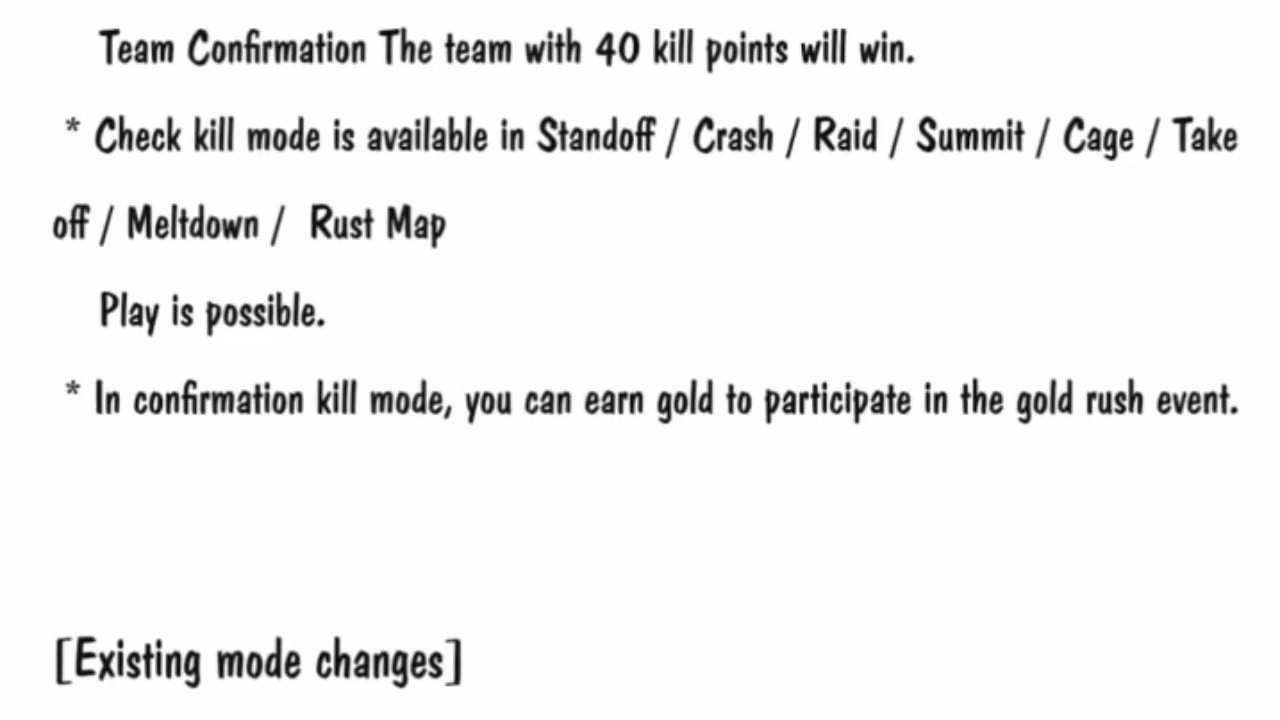 Team Confirmation The team with 40 kill points will win.
* Check kill mode is available in Standoff / Crash / Raid / Summit / Cage / Take
off / Meltdown / Rust Map
Play is possible.
* In confirmation kill mode, you can earn gold to participate in the gold rush event.
[Existing mode changes]